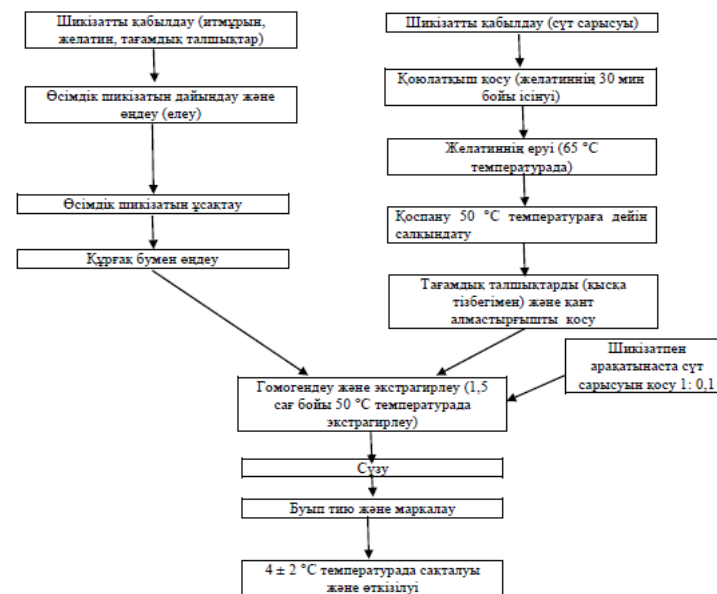 Шикізатты қабылдау (итмұрын,
желатин, тағамдық талшықтар)
Өсімдік шикізатын дайындау және
өңдеу (елеу)
Өсімдік шикізатын ұсақтау
Құрғақ бумен өңдеу
Шикізатты қабылдау (сүт сарысуы)
Қоюлатқыш қосу (желатиннің 30 мин
бойы ісінуі)
Желатиннің еруі (65 °С
температурада)
Қоспану 50 °С температураға дейін
салқындату
Тағамдық талшықтарды (қысқа
тізбегімен) және қант
алмастырғышты қосу
Шикізатпен
арақатынаста сүт
сарысуын қосу 1: 0,1
Гомогендеу және экстрагирлеу (1,5
сағ бойы 50 °С температурада
экстрагирлеу)
Сүзу
Буып тию және маркалау
4 ± 2 °С температурада сақталуы
және өткізілуі